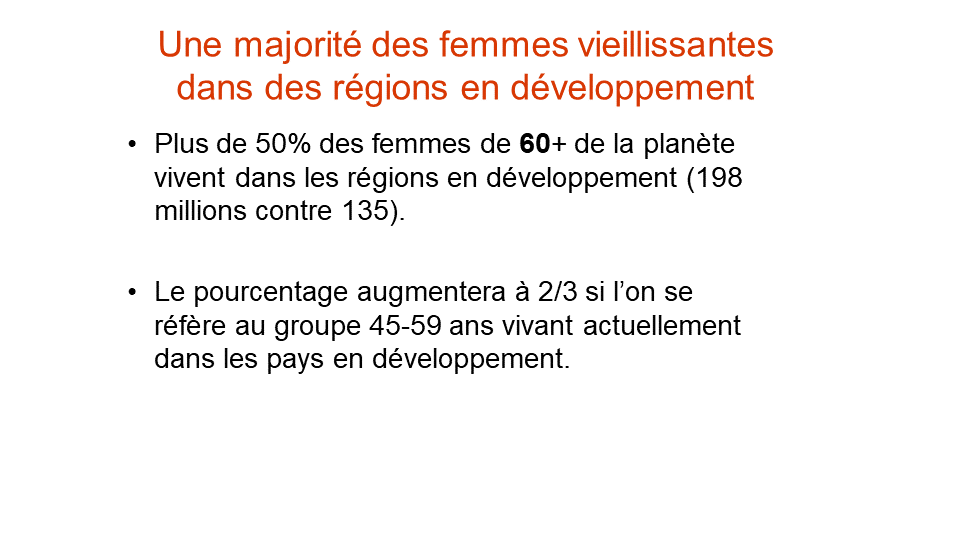 Une majorité des femmes vieillissantes
dans des régions en développement
• Plus de 50% des femmes de 60+ de la planète
vivent dans les régions en développement (198
millions contre 135).
• Le pourcentage augmentera à 2/3 si l’on se
réfère au groupe 45-59 ans vivant actuellement
dans les pays en développement.